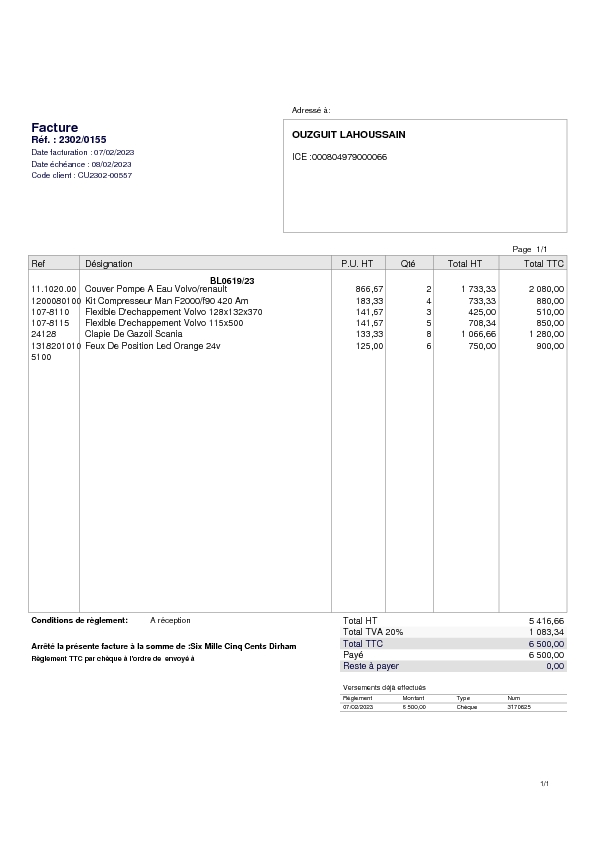 Adressé à:
Facture
Réf. : 2302/0155
Date facturation : 07/02/2023
Date échéance : 08/02/2023
Code client : CU2302-00557
OUZGUIT LAHOUSSAIN
ICE :000804979000066
Page 1/1
Ref Désignation P.U. HT Qté Total HT Total TTC
BL0619/23
11.1020.00 Couver Pompe A Eau Volvo/renault 866,67 2 1 733,33 2 080,00
1200080100 Kit Compresseur Man F2000/f90 420 Am 183,33 4 733,33 880,00
107-8110 Flexible D'echappement Volvo 128x132x370 141,67 3 425,00 510,00
107-8115 Flexible D'echappement Volvo 115x500 141,67 5 708,34 850,00
24128 Clapie De Gazoil Scania 133,33 8 1 066,66 1 280,00
1318201010 Feux De Position Led Orange 24v 125,00 6 750,00 900,00
5100
Conditions de règlement: A réception
Total HT 5 416,66
Total TVA 20% 1 083,34
Total TTC 6 500,00
Arrêté la présente facture à la somme de :Six Mille Cinq Cents Dirham
Payé 6 500,00
Règlement TTC par chèque à l'ordre de envoyé à
Reste à payer 0,00
Versements déjà effectués
Règlement Montant Type Num
07/02/2023 6 500,00 Chèque 3170625
1/1